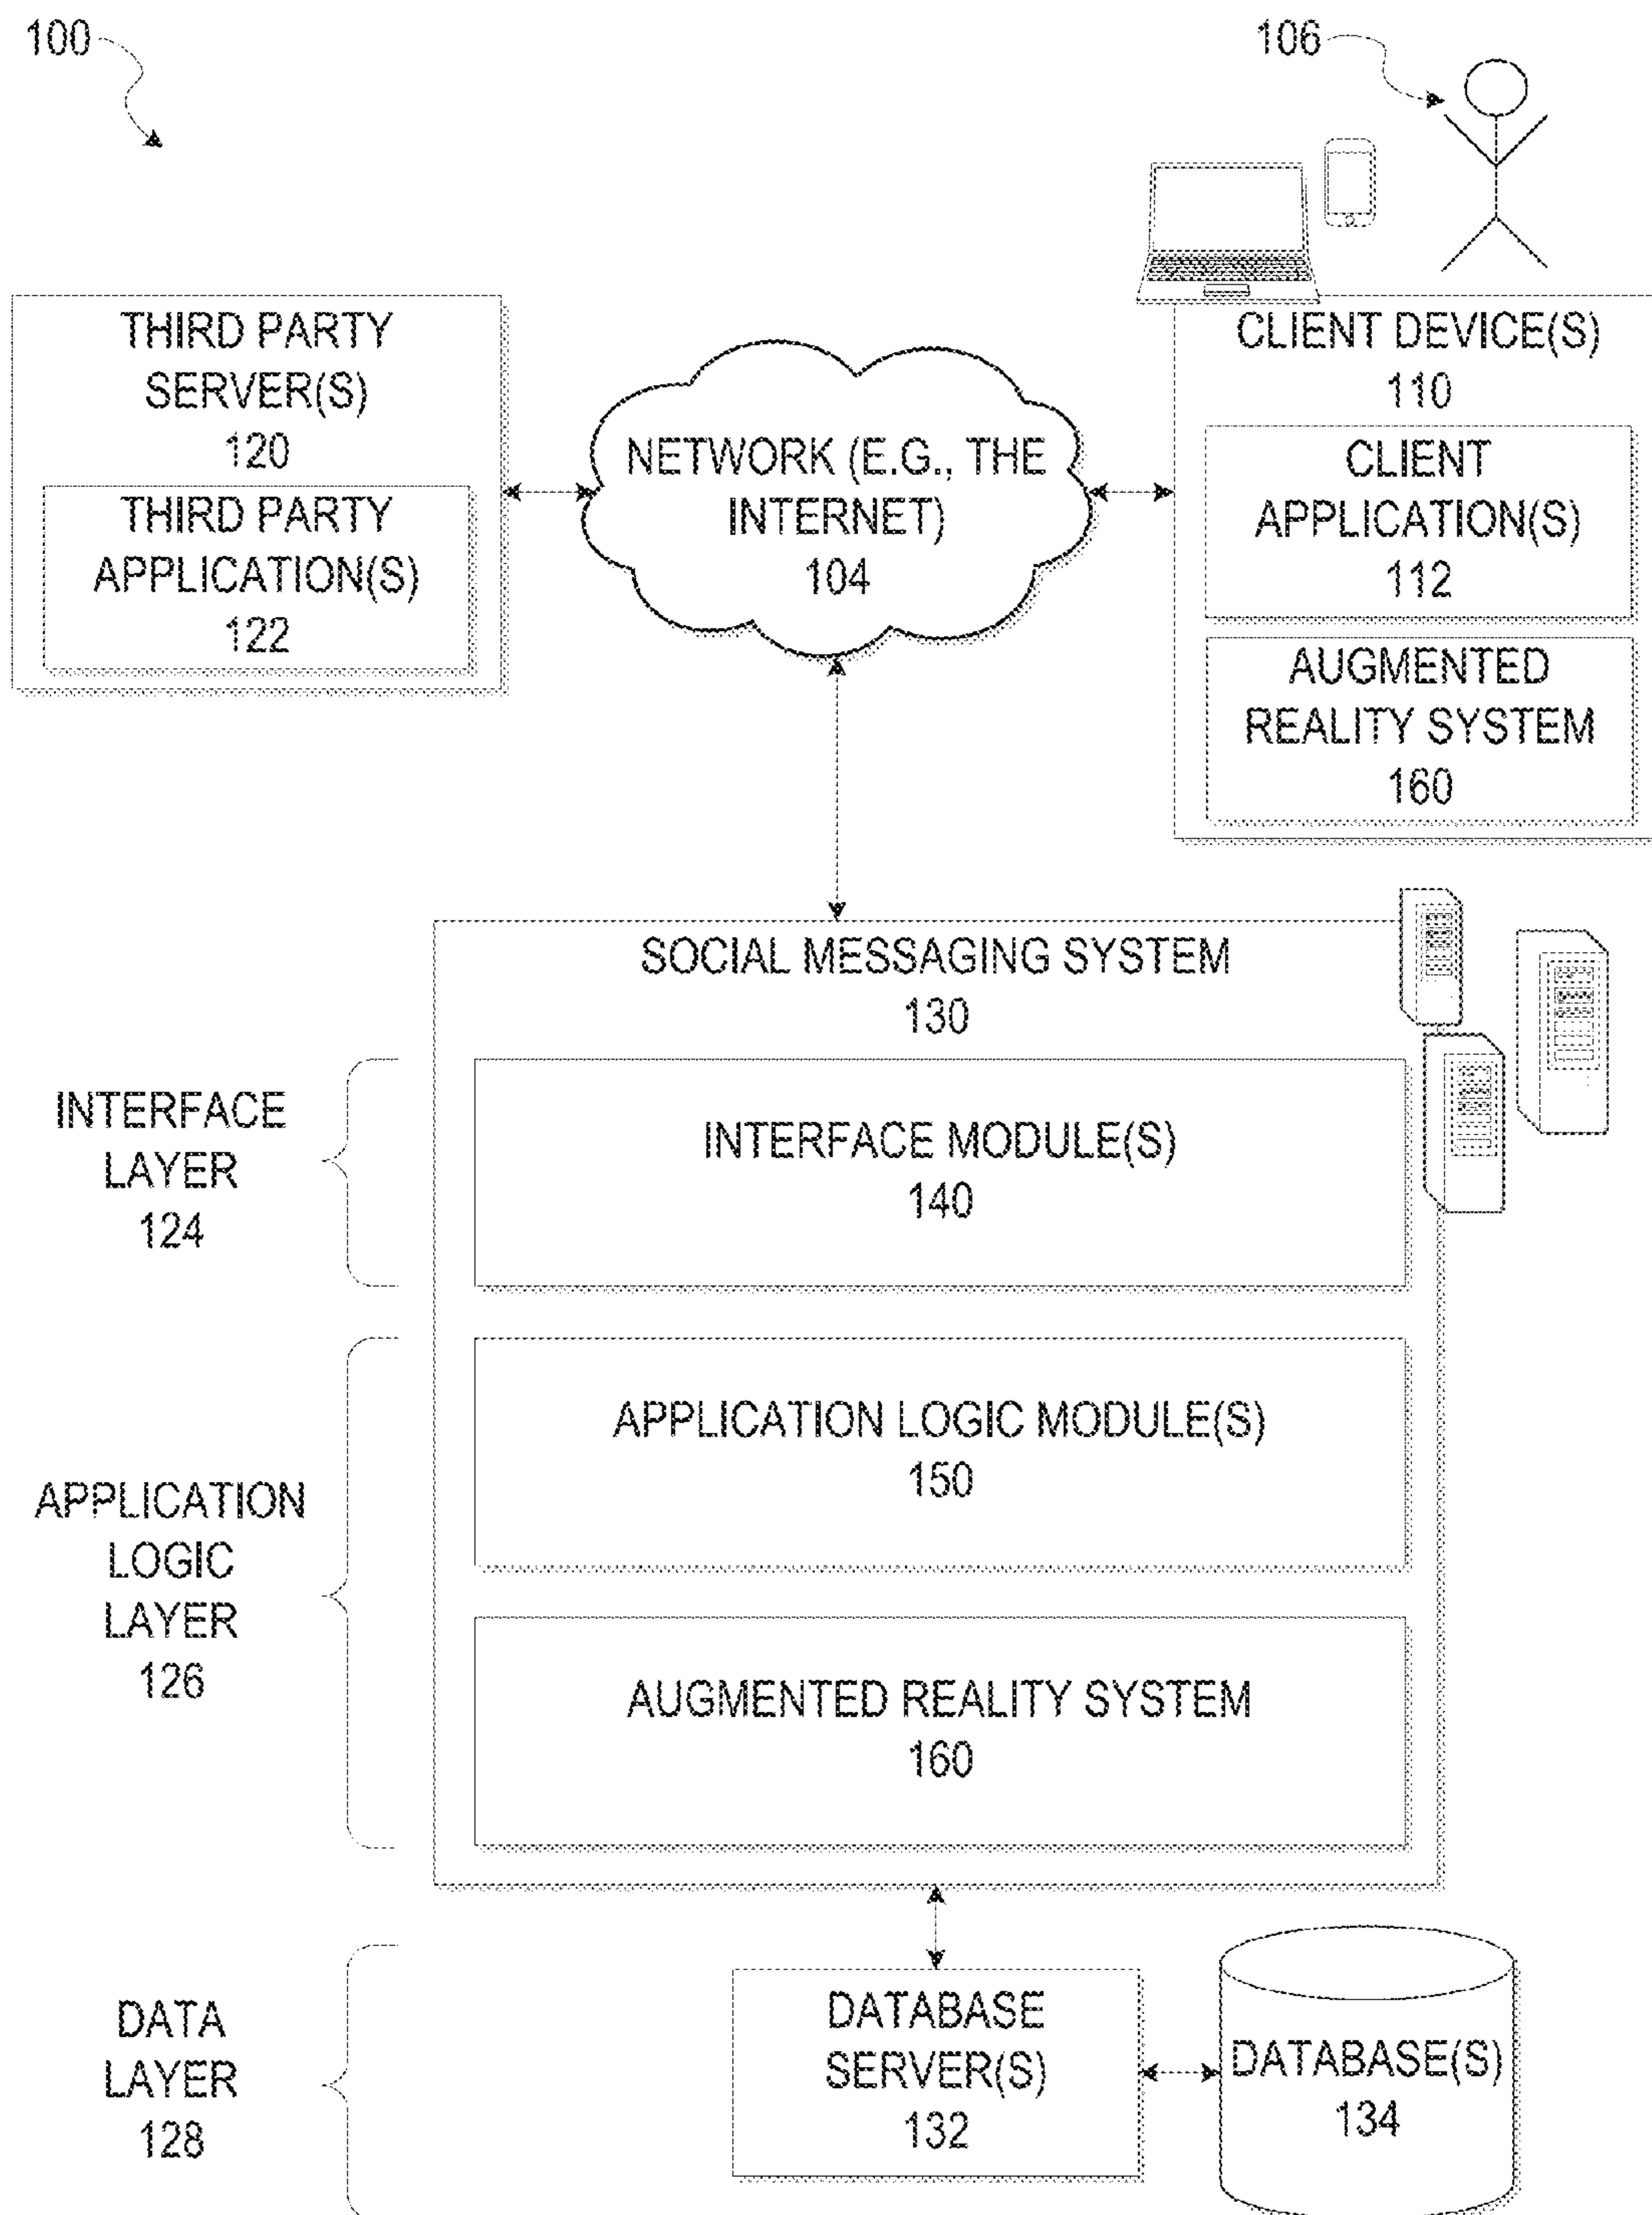 100
106
THIRD PARTY
SERVER(S)
120
THIRD PARTY
APPLICATION(S)
122
NETWORK (E.G., THE
INTERNET)
104
CLIENT DEVICE(S)
110
CLIENT
APPLICATION(S)
112
AUGMENTED
REALITY SYSTEM
160
SOCIAL MESSAGING SYSTEM
130
INTERFACE
LAYER
124
INTERFACE MODULE(S)
140
APPLICATION
LOGIC
LAYER
126
APPLICATION LOGIC MODULE(S)
150
AUGMENTED REALITY SYSTEM
160
DATA
LAYER
128
DATABASE
SERVER(S)
132
DATABASE(S)
134